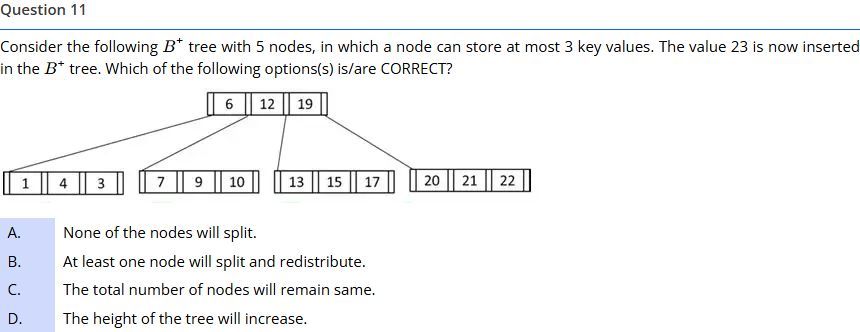 Question 11
Consider the following B⁺ tree with 5 nodes, in which a node can store at most 3 key values. The value 23 is now inserted
in the B⁺ tree. Which of the following options(s) is/are CORRECT?
6 12 19
1 4 3 7 9 10 13 15 17 20 21 22
A. None of the nodes will split.
B. At least one node will split and redistribute.
C. The total number of nodes will remain same.
D. The height of the tree will increase.